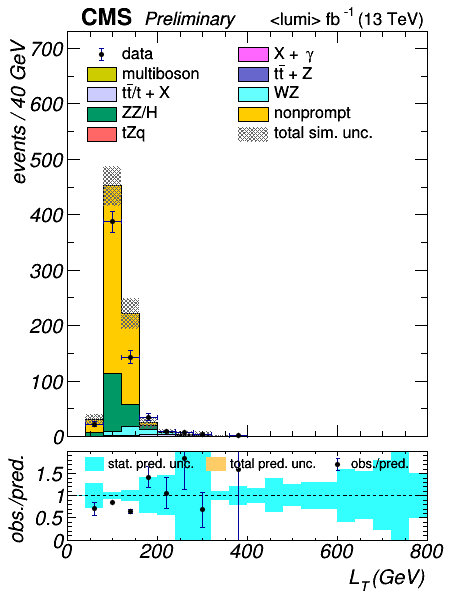 CMS Preliminary <lumi> fb⁻¹ (13 TeV)
events / 40 GeV
700
600
500
400
300
200
100
0
data
multiboson
tt̄/t + X
ZZ/H
tZq
X + γ
tt̄ + Z
WZ
nonprompt
total sim. unc.
obs./pred.
1.5
1
0.5
0
stat. pred. unc. total pred. unc. obs./pred.
0 200 400 600 800
L_T (GeV)